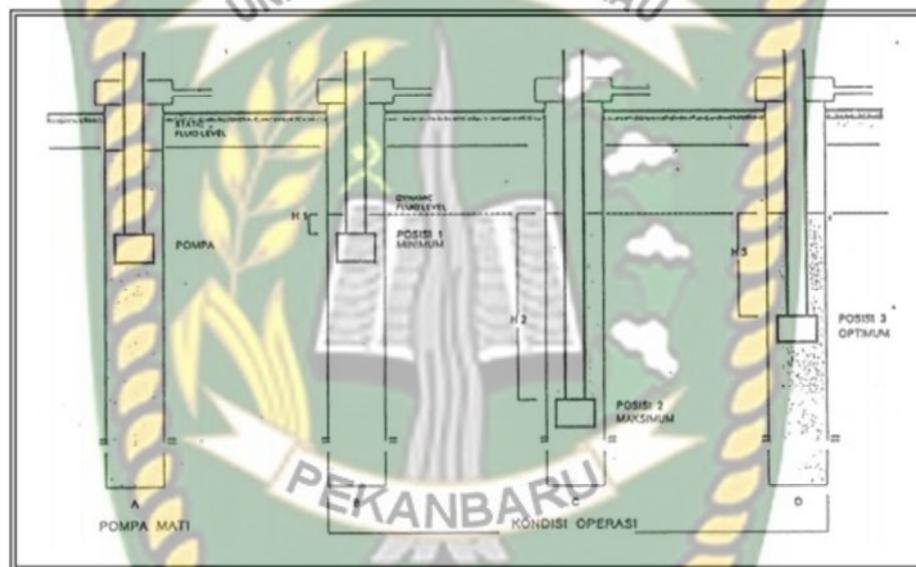 STATIC
FLUID LEVEL
DYNAMIC
FLUID LEVEL
H 1
POMPA
POSISI 1
MINIMUM
H 2
H 3
POSISI 3
OPTIMUM
POSISI 2
MAKSIMUM
PEKANBARU
A
B
C
D
POMPA MATI
KONDISI OPERASI